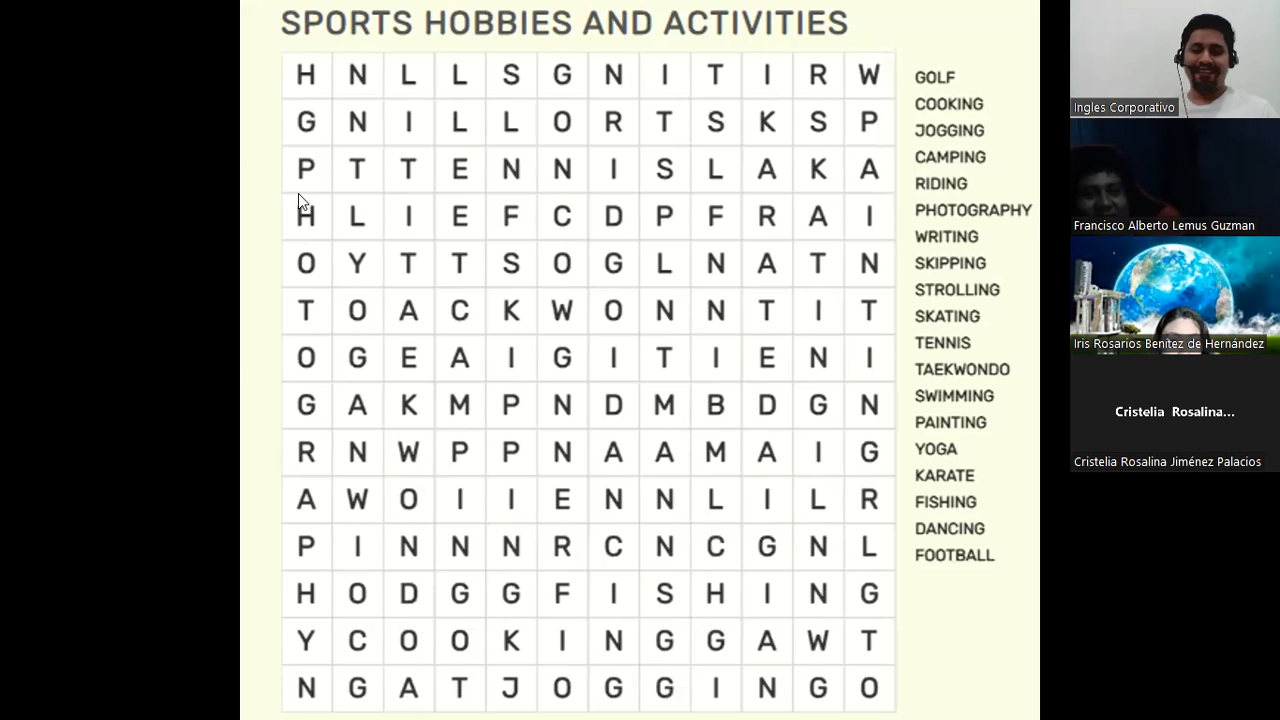 SPORTS HOBBIES AND ACTIVITIES
H N L L S G N I T I R W
G N I L L O R T S K S P
P T T E N N I S L A K A
H L I E F C D P F R A I
O Y T T S O G L N A T N
T O A C K W O N N T I T
O G E A I G I T I E N I
G A K M P N D M B D G N
R N W P P N A A M A I G
A W O I I E N N L I L R
P I N N N R C N C G N L
H O D G G F I S H I N G
Y C O O K I N G G A W T
N G A T J O G G I N G O
GOLF
COOKING
JOGGING
CAMPING
RIDING
PHOTOGRAPHY
WRITING
SKIPPING
STROLLING
SKATING
TENNIS
TAEKWONDO
SWIMMING
PAINTING
YOGA
KARATE
FISHING
DANCING
FOOTBALL
Ingles Corporativo
Francisco Alberto Lemus Guzman
Iris Rosarios Benítez de Hernández
Cristelia Rosalina...
Cristelia Rosalina Jiménez Palacios